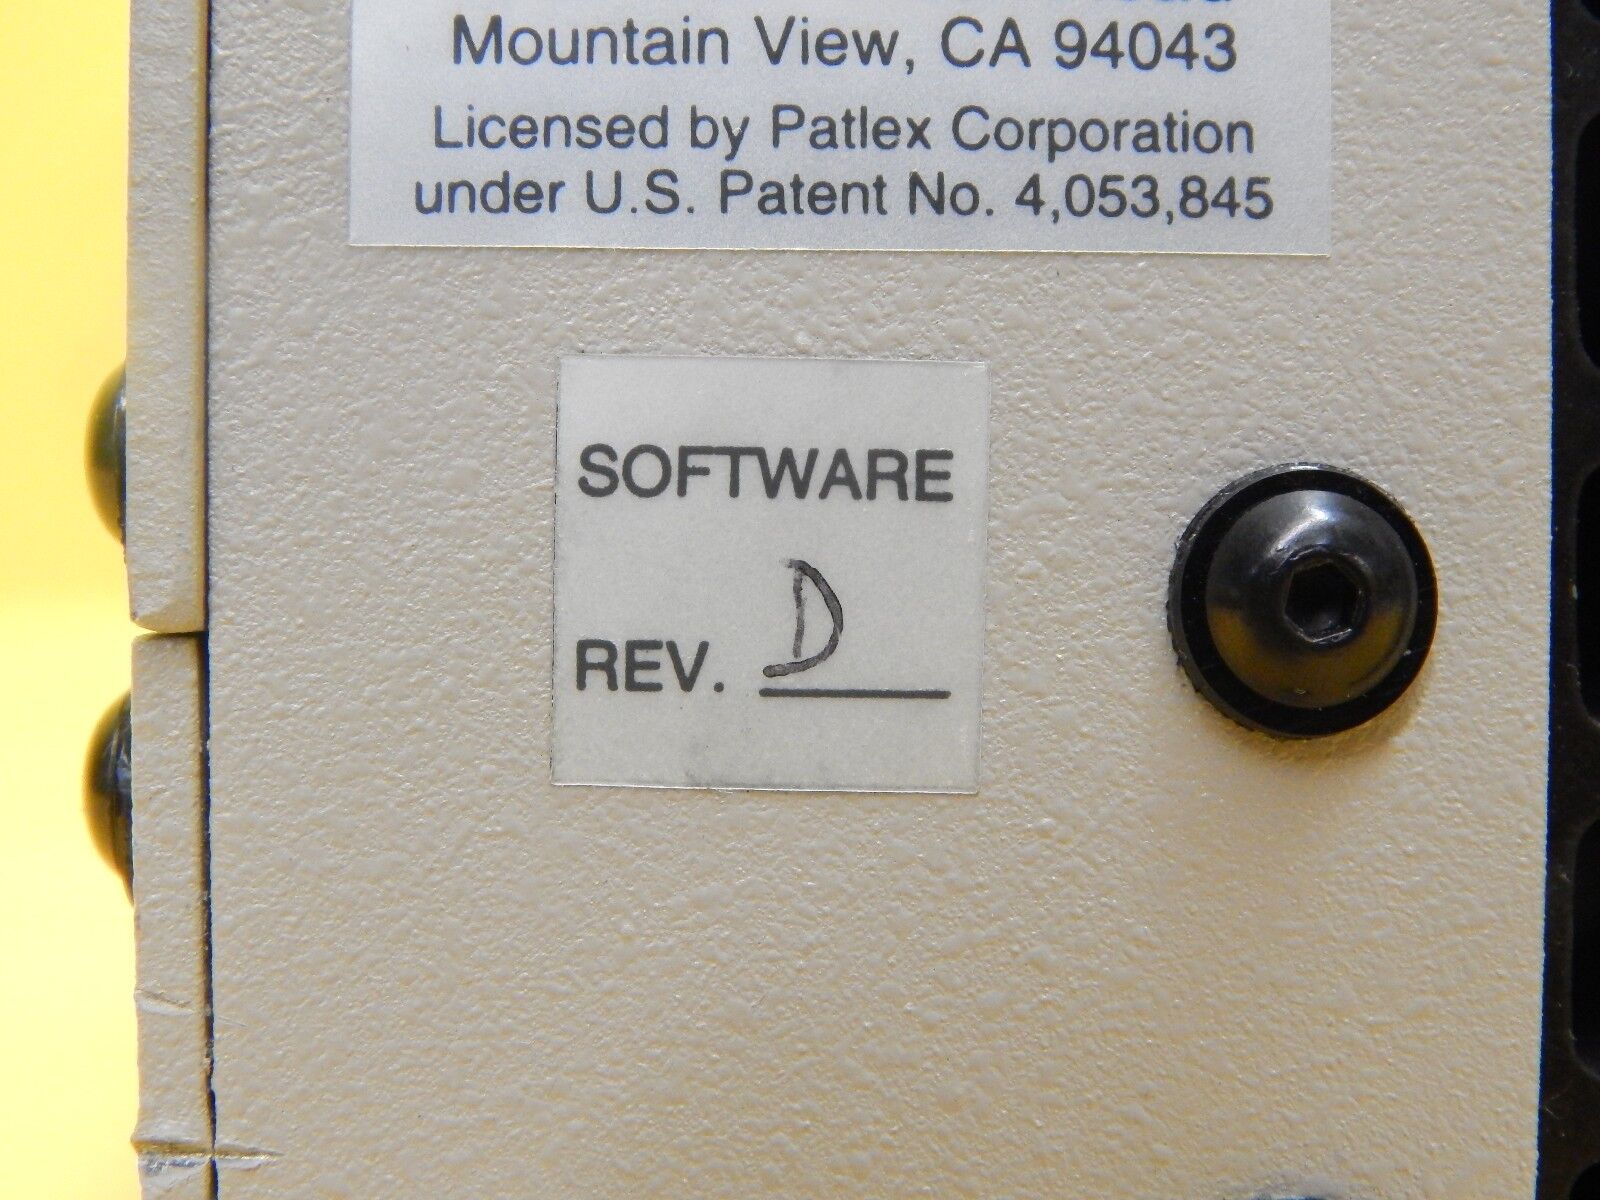 Mountain View, CA 94043
Licensed by Patlex Corporation
under U.S. Patent No. 4,053,845
SOFTWARE
REV. D